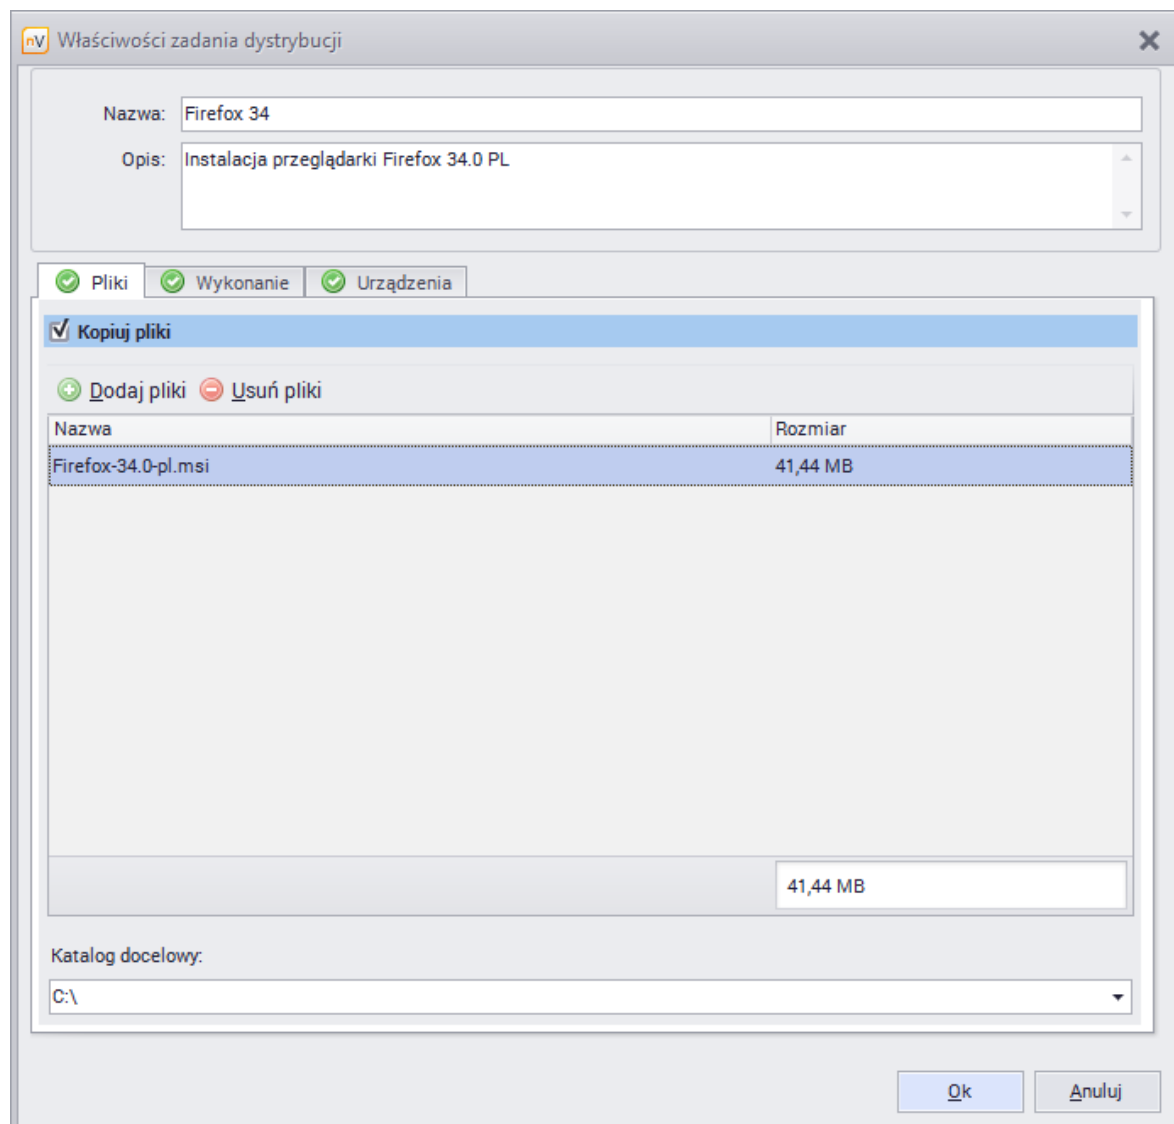 nV Właściwości zadania dystrybucji
Nazwa: Firefox 34
Opis: Instalacja przeglądarki Firefox 34.0 PL
Pliki Wykonanie Urządzenia
Kopiuj pliki
Dodaj pliki Usuń pliki
Nazwa Rozmiar
Firefox-34.0-pl.msi 41,44 MB
41,44 MB
Katalog docelowy:
C:\
Ok Anuluj